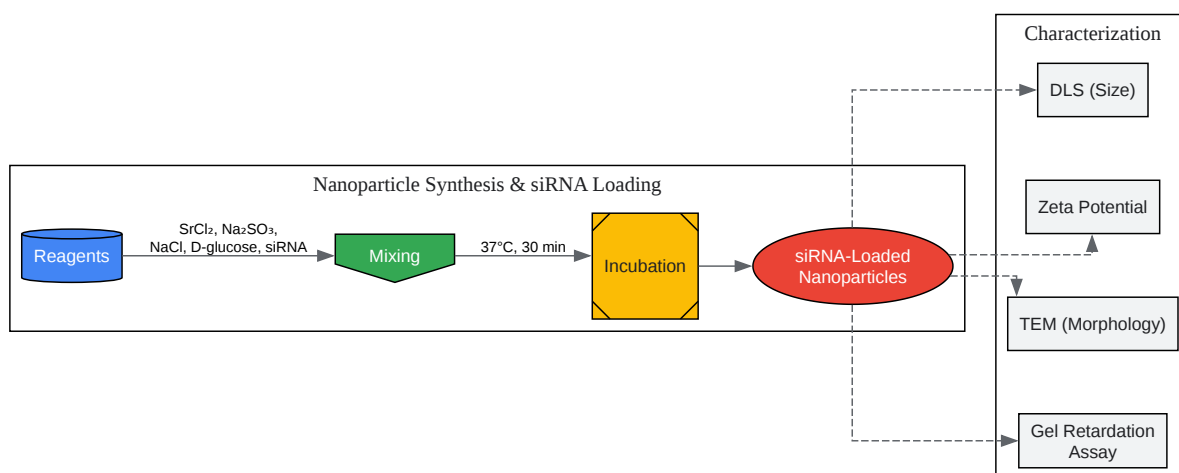 Characterization
DLS (Size)
Nanoparticle Synthesis & siRNA Loading
Reagents
SrCl₂, Na₂SO₃,
NaCl, D-glucose, siRNA
Mixing
37°C, 30 min
Incubation
siRNA-Loaded
Nanoparticles
Zeta Potential
TEM (Morphology)
Gel Retardation
Assay